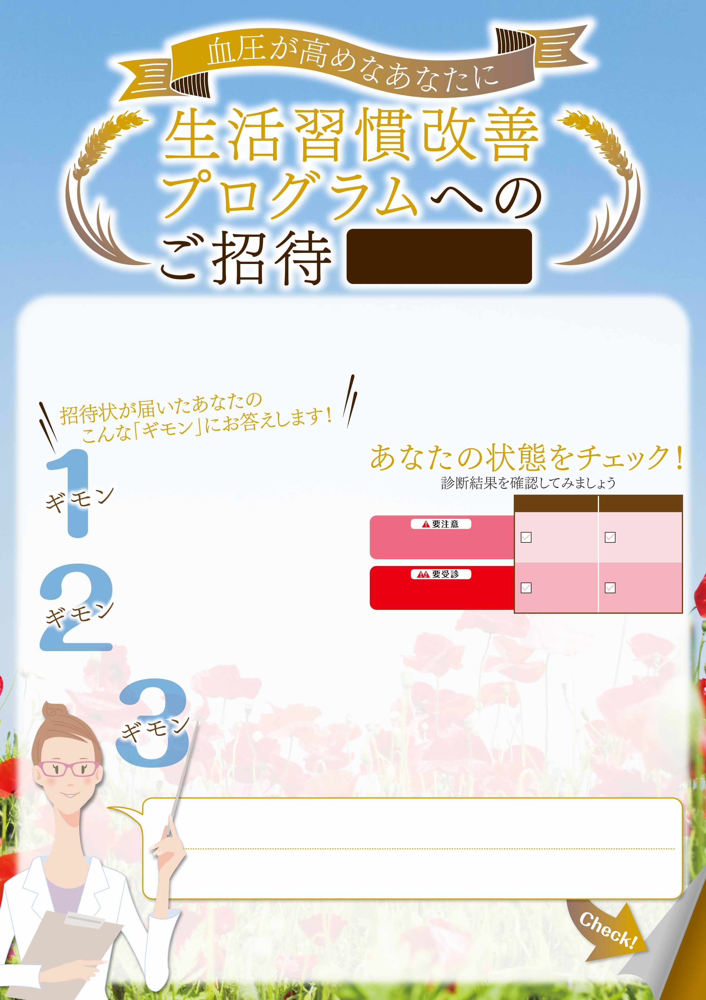 血圧が高めなあなたに
生活習慣改善
プログラムへの
ご招待
招待状が届いたあなたの
こんな「ギモン」にお答えします！
1
ギモン
あなたの状態をチェック！
診断結果を確認してみましょう
要注意
要受診
2
ギモン
3
ギモン
Check!